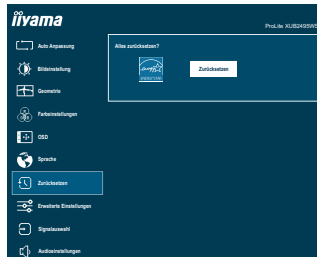 iiyama
ProLite XUB2495WS
Auto Anpassung
Alles zurücksetzen?
Bildeinstellung
Zurücksetzen
Geometrie
Farbeinstellungen
OSD
Sprache
Zurücksetzen
Erweiterte Einstellungen
Signalauswahl
Audioeinstellungen